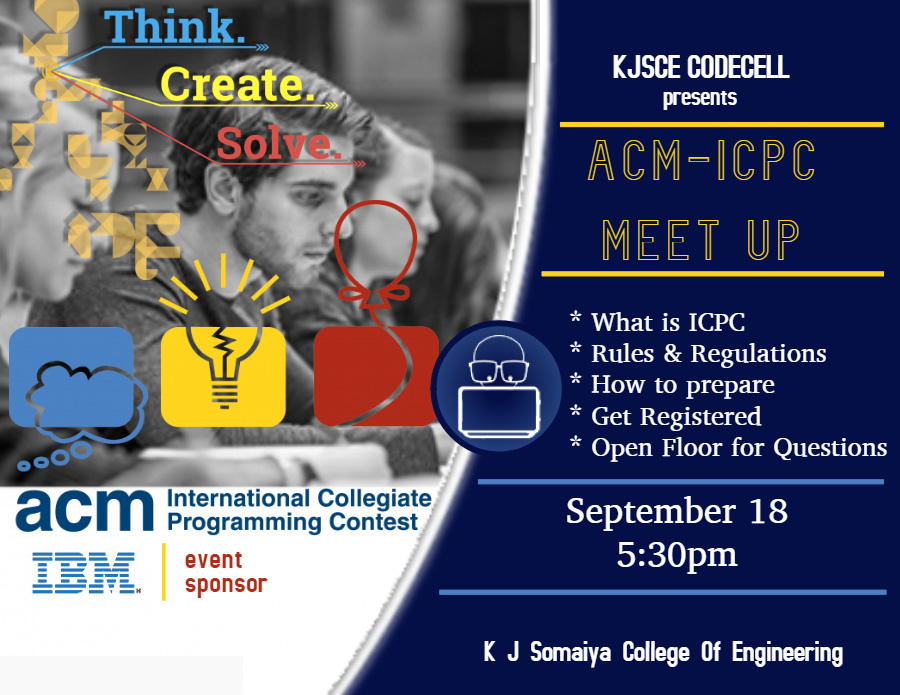 Think.
Create.
Solve.
acm International Collegiate
Programming Contest
IBM
event
sponsor
KJSCE CODECELL
presents
ACM-ICPC
MEET UP
* What is ICPC
* Rules & Regulations
* How to prepare
* Get Registered
* Open Floor for Questions
September 18
5:30pm
K J Somaiya College Of Engineering